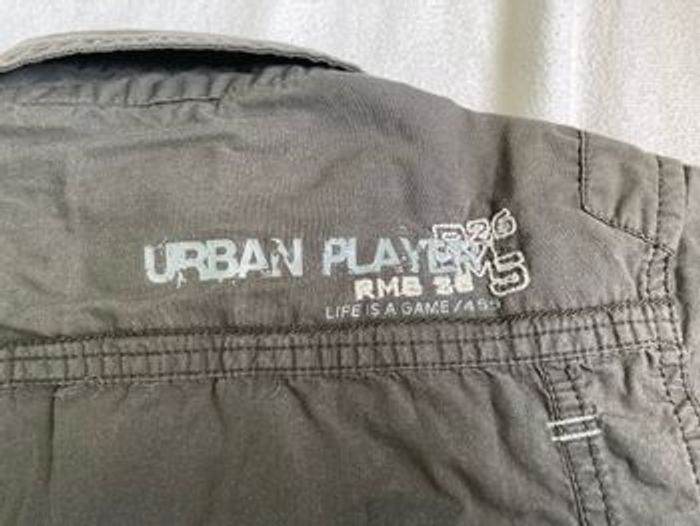 URBAN PLAYER
RMB 26
LIFE IS A GAME